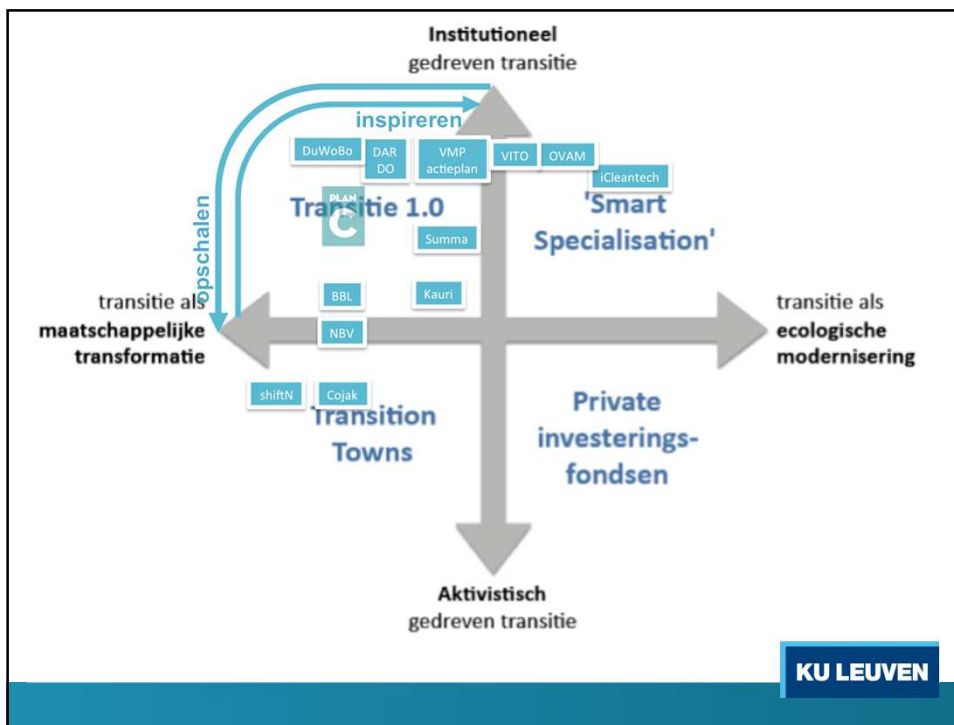 Institutioneel
gedreven transitie
inspireren
DuWoBo
DAR
DO
VMP
actieplan
VITO
OVAM
iCleantech
PLAN
C
Transitie 1.0
'Smart
Specialisation'
Summa
opschalen
BBL
Kauri
transitie als
maatschappelijke
transformatie
NBV
transitie als
ecologische
modernisering
shiftN
Cojak
Transition
Towns
Private
investerings-
fondsen
Aktivistisch
gedreven transitie
KU LEUVEN